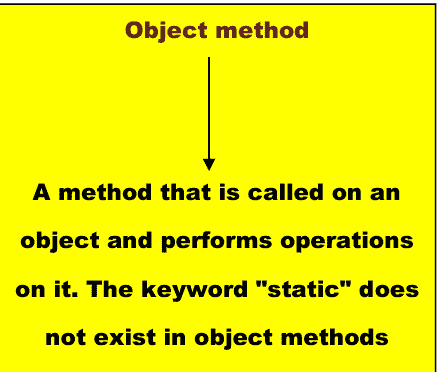 Object method
A method that is called on an
object and performs operations
on it. The keyword "static" does
not exist in object methods